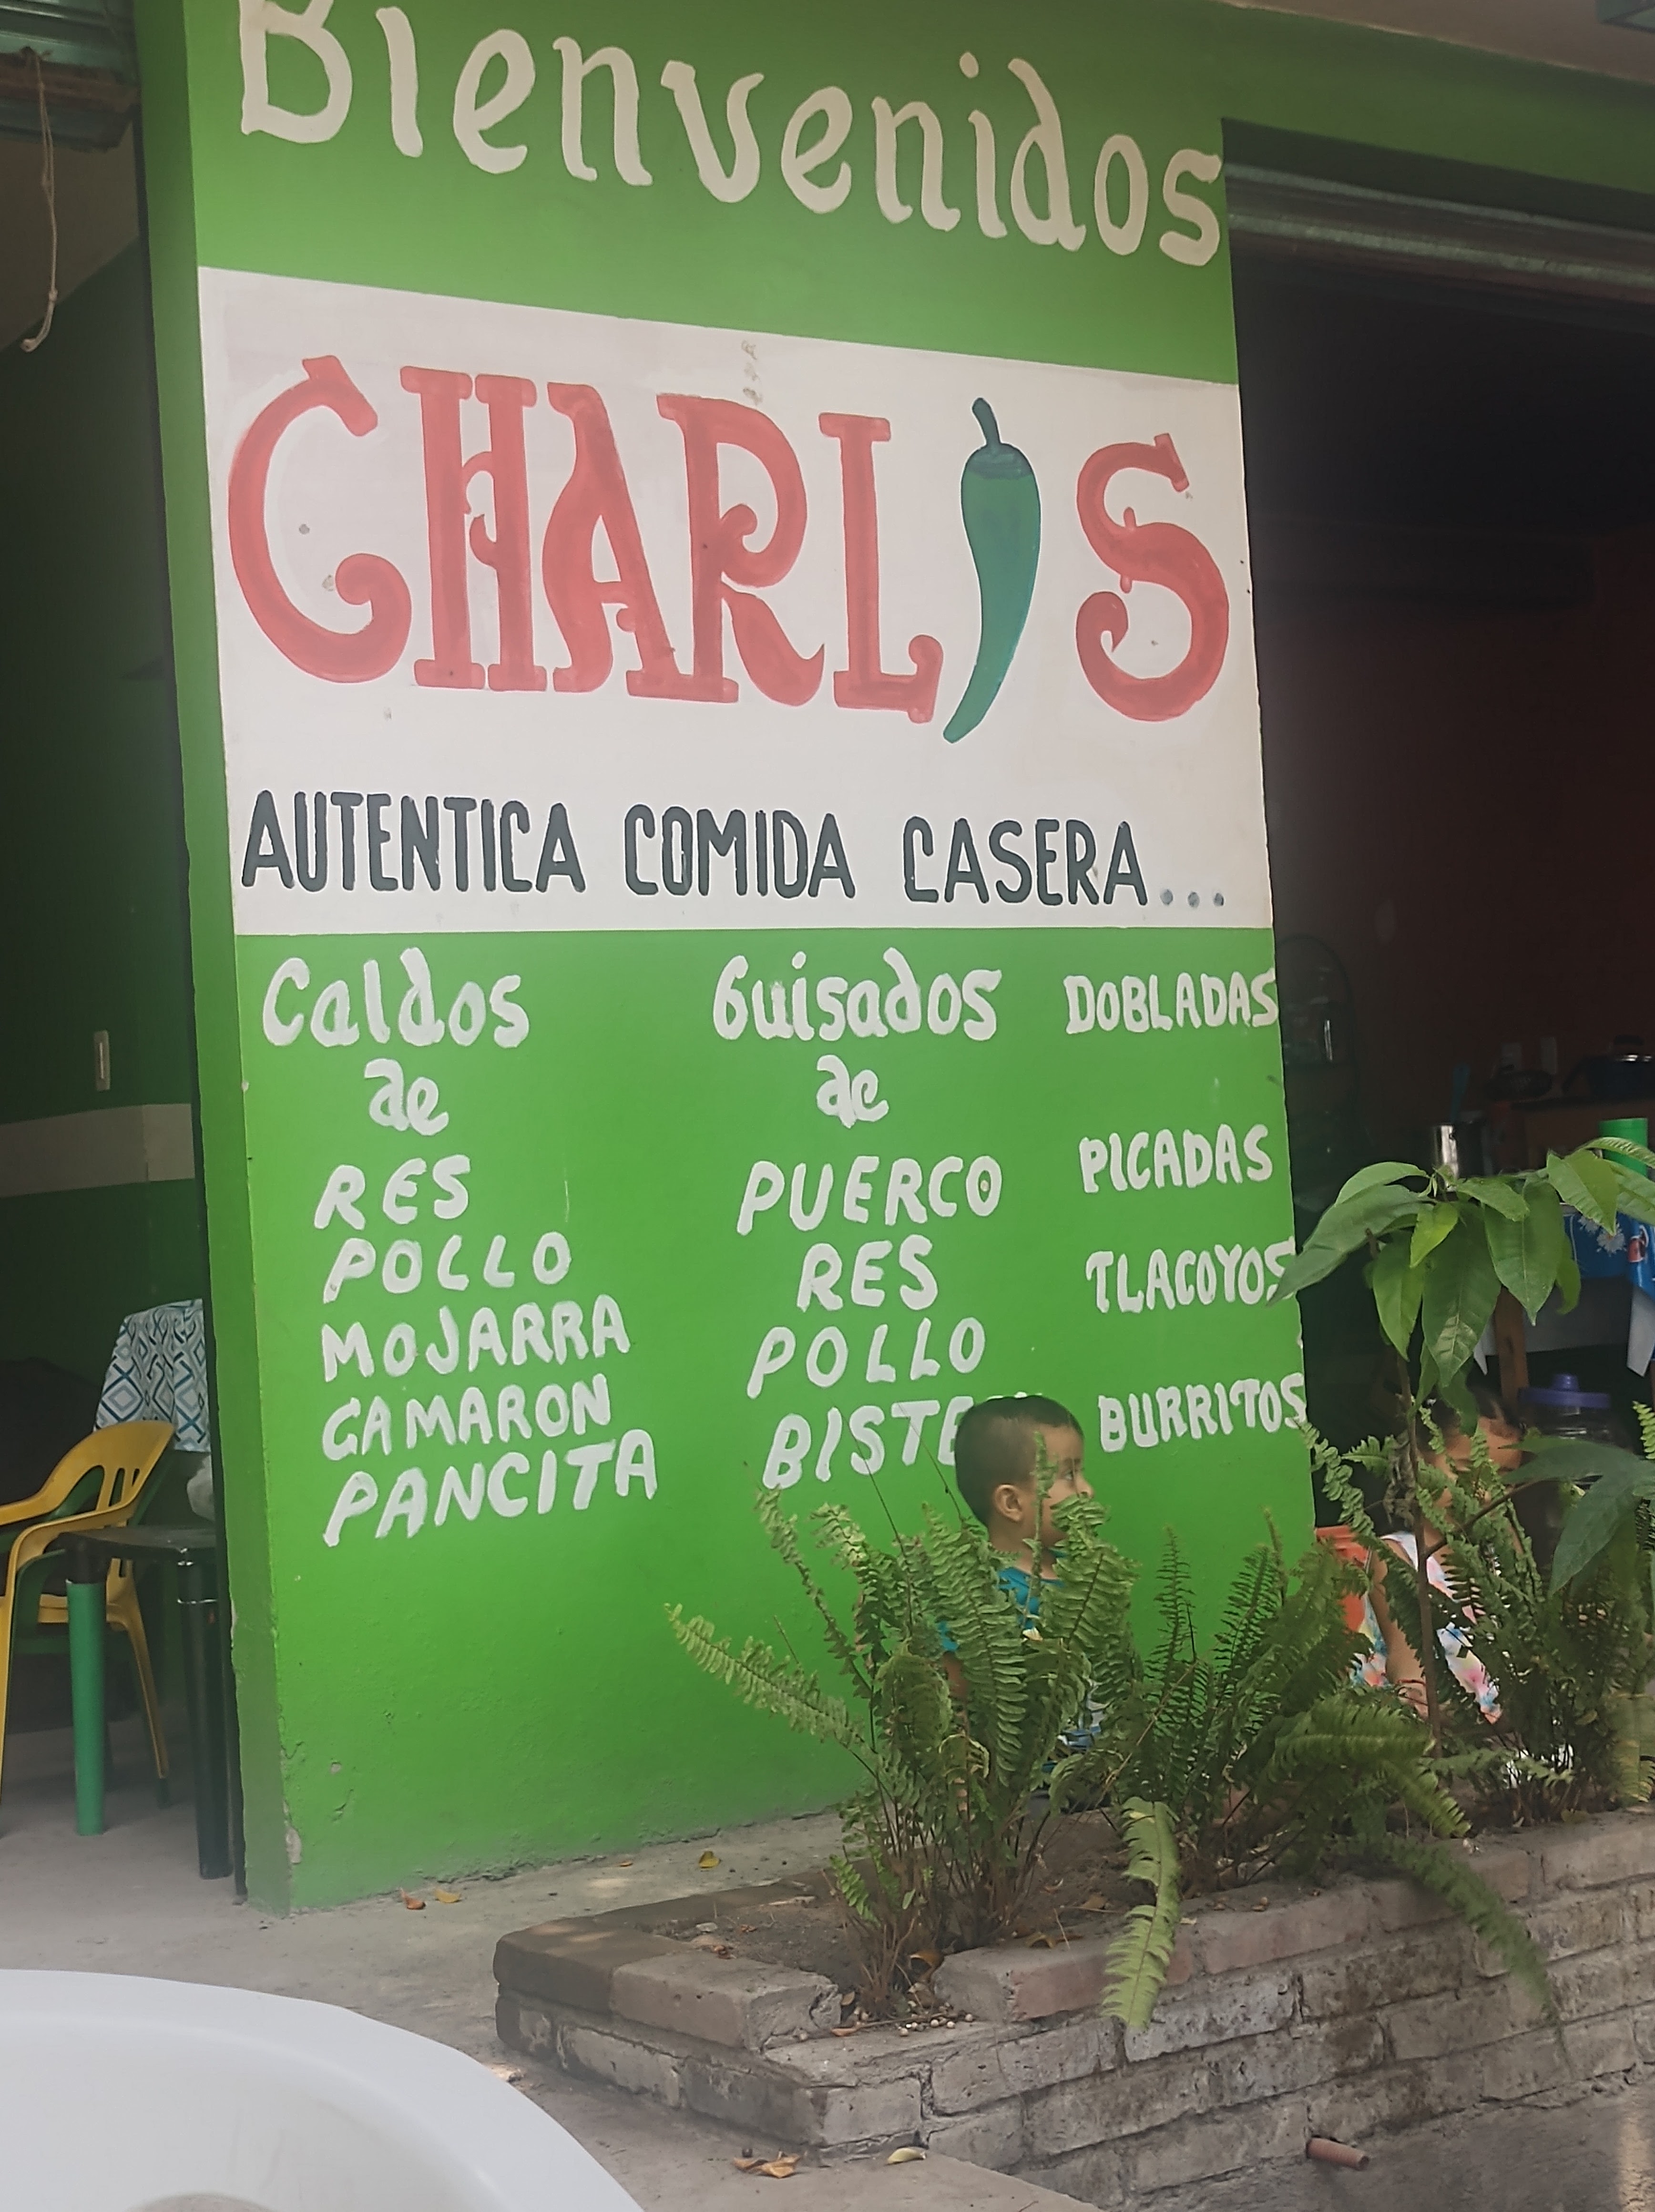 Bienvenidos
CHARLIS
AUTENTICA COMIDA CASERA...
Caldos
de
RES
POLLO
MOJARRA
CAMARON
PANCITA
Guisados
de
PUERCO
RES
POLLO
BISTE
DOBLADAS
PICADAS
TLACOYOS
BURRITOS